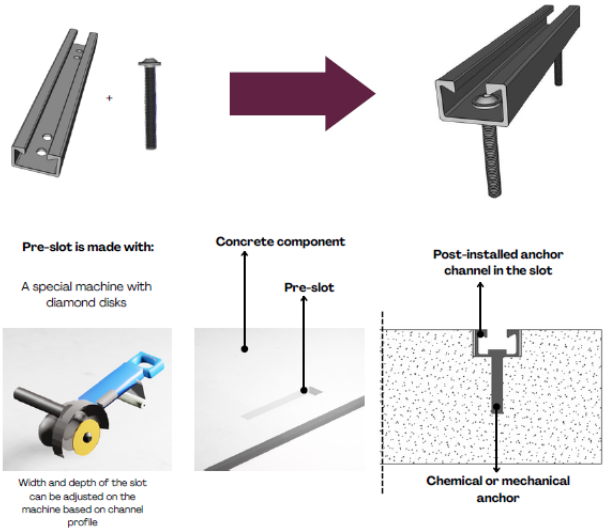 +
Pre-slot is made with:
A special machine with
diamond disks
Width and depth of the slot
can be adjusted on the
machine based on channel
profile
Concrete component
Pre-slot
Post-installed anchor
channel in the slot
Chemical or mechanical
anchor